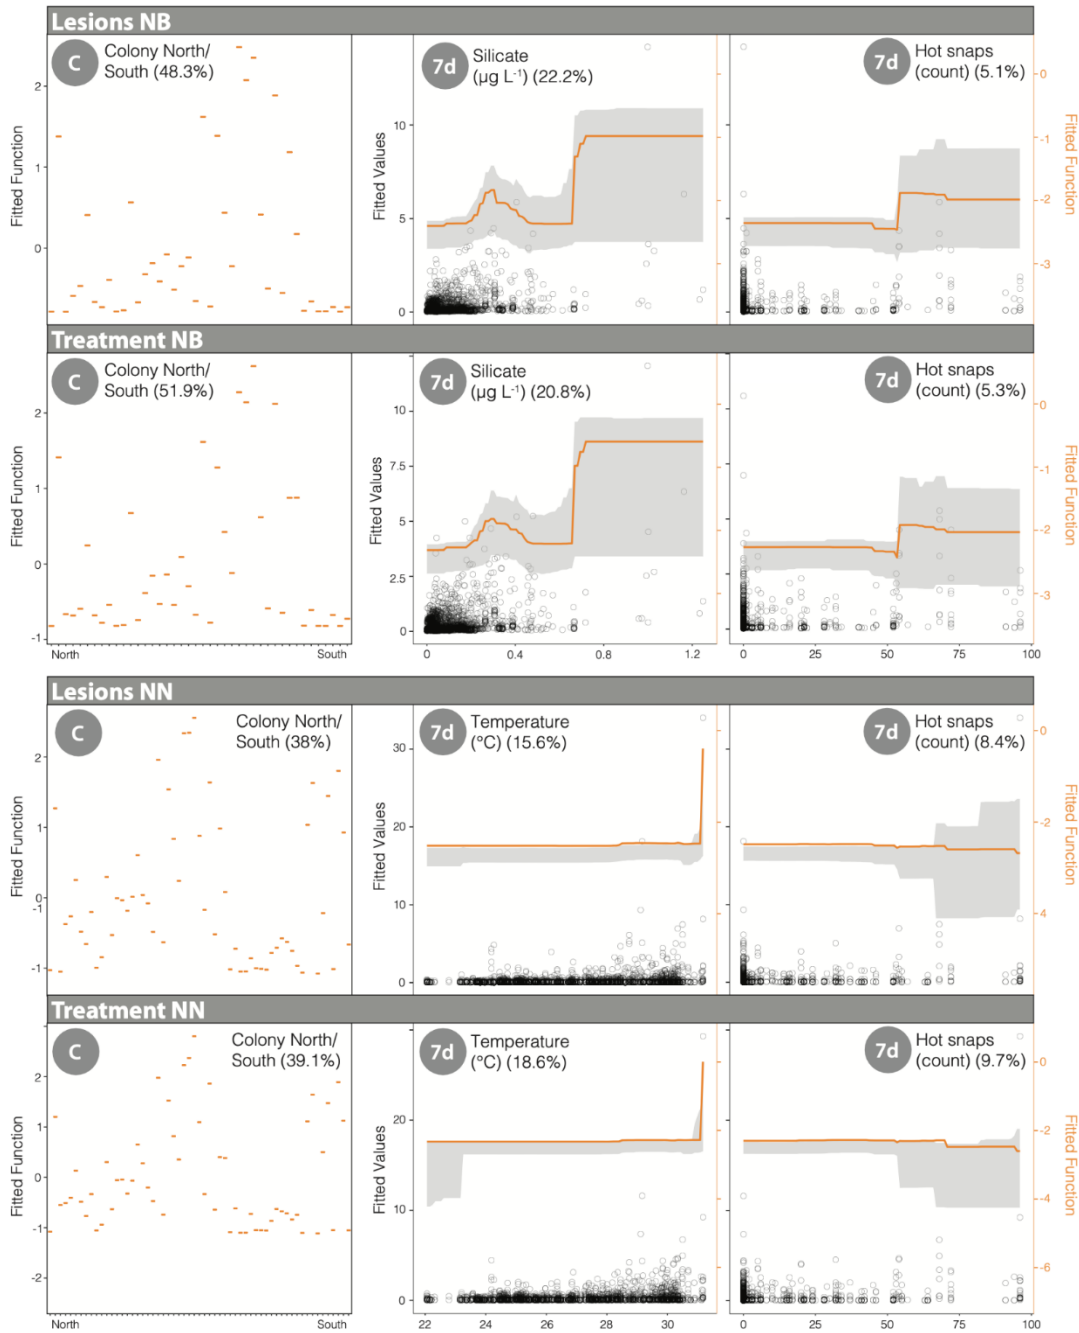 Lesions NB
C
Colony North/
South (48.3%)
Fitted Function
2
1
0
7d
Silicate
(µg L⁻¹) (22.2%)
Fitted Values
10
5
0
7d
Hot snaps
(count) (5.1%)
0
-1
-2
-3
Fitted Function
Treatment NB
C
Colony North/
South (51.9%)
Fitted Function
2
1
0
-1
North
South
7d
Silicate
(µg L⁻¹) (20.8%)
Fitted Values
10
7.5
5
2.5
0
0
0.4
0.8
1.2
7d
Hot snaps
(count) (5.3%)
0
-1
-2
-3
Fitted Function
0
25
50
75
100
Lesions NN
C
Colony North/
South (38%)
Fitted Function
2
1
0
-1
-1
7d
Temperature
(°C) (15.6%)
Fitted Values
30
20
10
0
7d
Hot snaps
(count) (8.4%)
0
-2
-4
Fitted Function
Treatment NN
C
Colony North/
South (39.1%)
Fitted Function
2
1
0
-1
-2
North
South
7d
Temperature
(°C) (18.6%)
Fitted Values
20
10
0
22
24
26
28
30
7d
Hot snaps
(count) (9.7%)
0
-2
-4
-6
Fitted Function
0
25
50
75
100